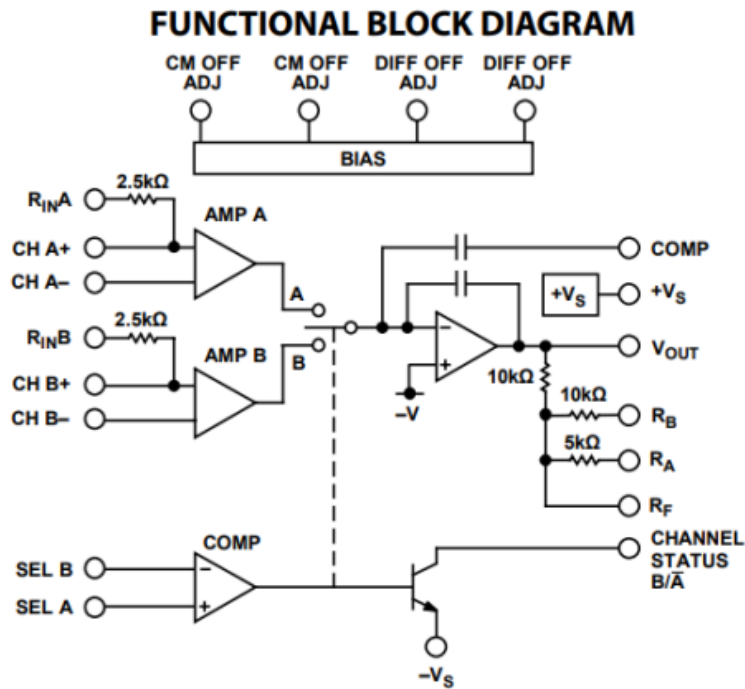 FUNCTIONAL BLOCK DIAGRAM
CM OFF
ADJ
CM OFF
ADJ
DIFF OFF
ADJ
DIFF OFF
ADJ
BIAS
2.5kΩ
RINA
AMP A
CH A+
CH A–
A
COMP
+VS
+VS
2.5kΩ
RINB
AMP B
B
–
+
VOUT
CH B+
CH B–
–V
10kΩ
10kΩ
RB
5kΩ
RA
RF
COMP
CHANNEL
STATUS
B/A̅
SEL B
–
SEL A
+
–VS